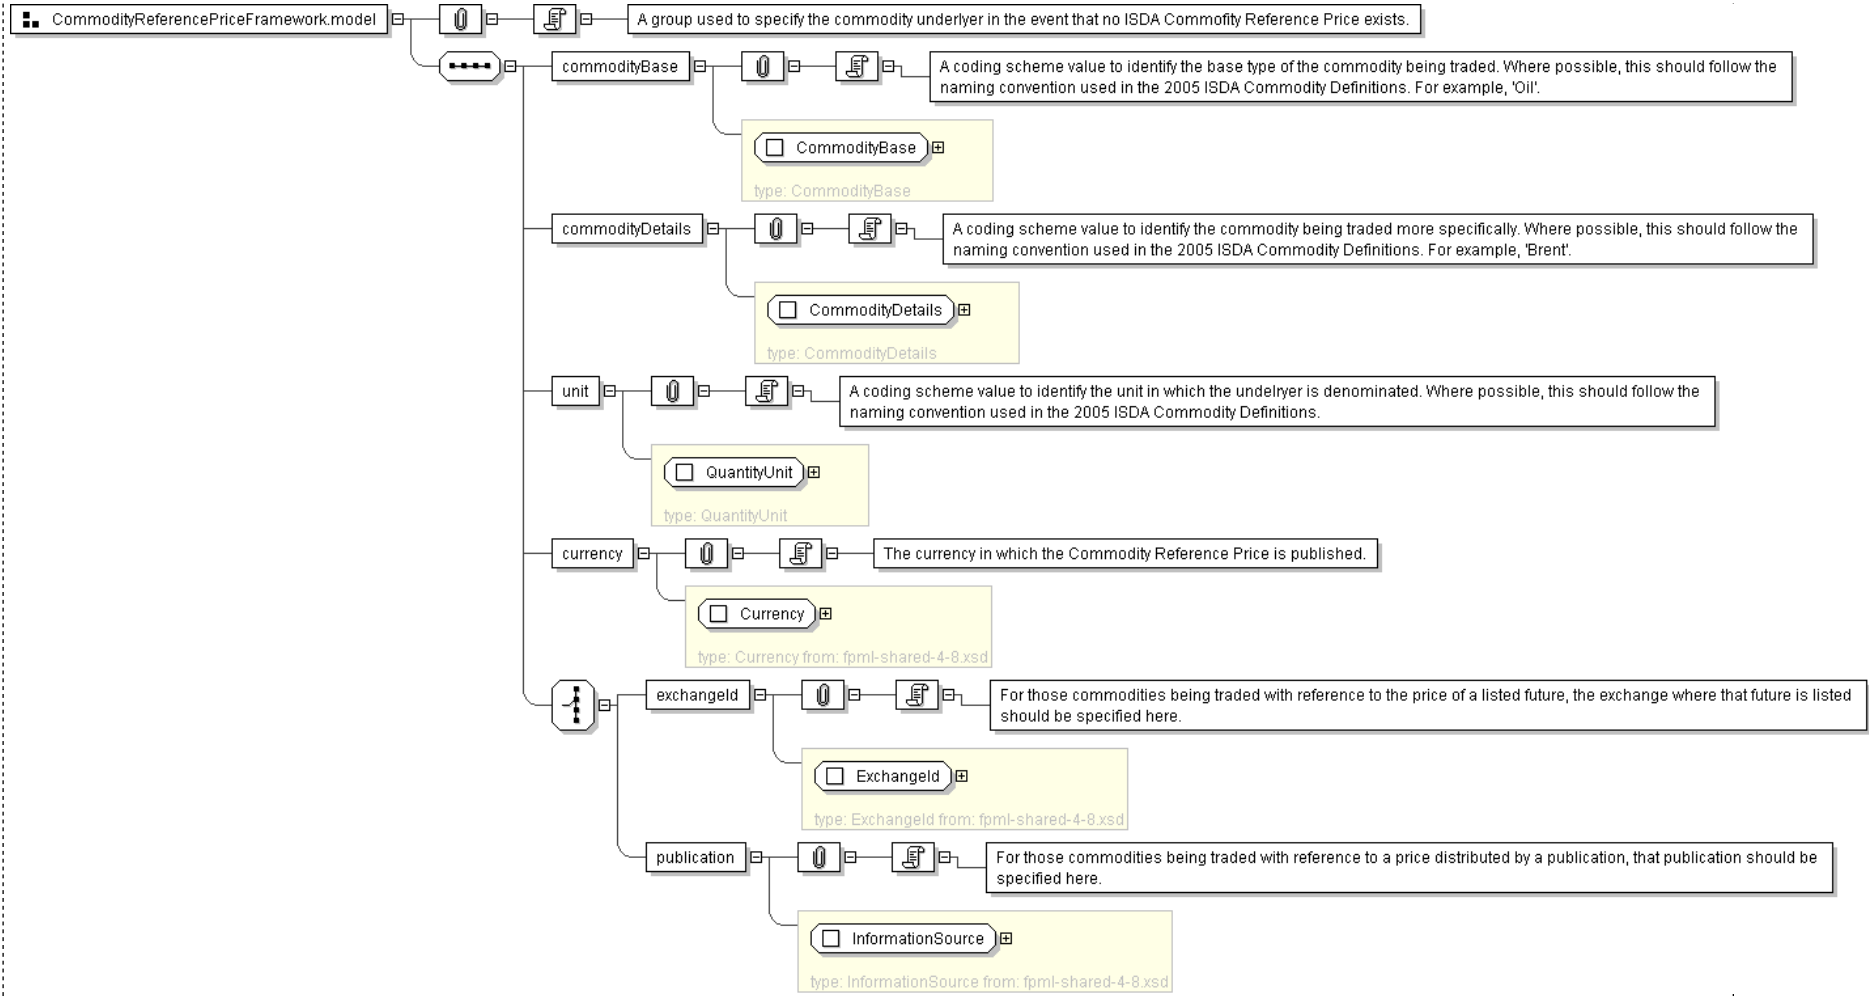 CommodityReferencePriceFramework.model
A group used to specify the commodity underlyer in the event that no ISDA Commofity Reference Price exists.
commodityBase
A coding scheme value to identify the base type of the commodity being traded. Where possible, this should follow the
naming convention used in the 2005 ISDA Commodity Definitions. For example, 'Oil'.
CommodityBase
type: CommodityBase
commodityDetails
A coding scheme value to identify the commodity being traded more specifically. Where possible, this should follow the
naming convention used in the 2005 ISDA Commodity Definitions. For example, 'Brent'.
CommodityDetails
type: CommodityDetails
unit
A coding scheme value to identify the unit in which the undelryer is denominated. Where possible, this should follow the
naming convention used in the 2005 ISDA Commodity Definitions.
QuantityUnit
type: QuantityUnit
currency
The currency in which the Commodity Reference Price is published.
Currency
type: Currency from: fpml-shared-4-8.xsd
exchangeId
For those commodities being traded with reference to the price of a listed future, the exchange where that future is listed
should be specified here.
ExchangeId
type: ExchangeId from: fpml-shared-4-8.xsd
publication
For those commodities being traded with reference to a price distributed by a publication, that publication should be
specified here.
InformationSource
type: InformationSource from: fpml-shared-4-8.xsd